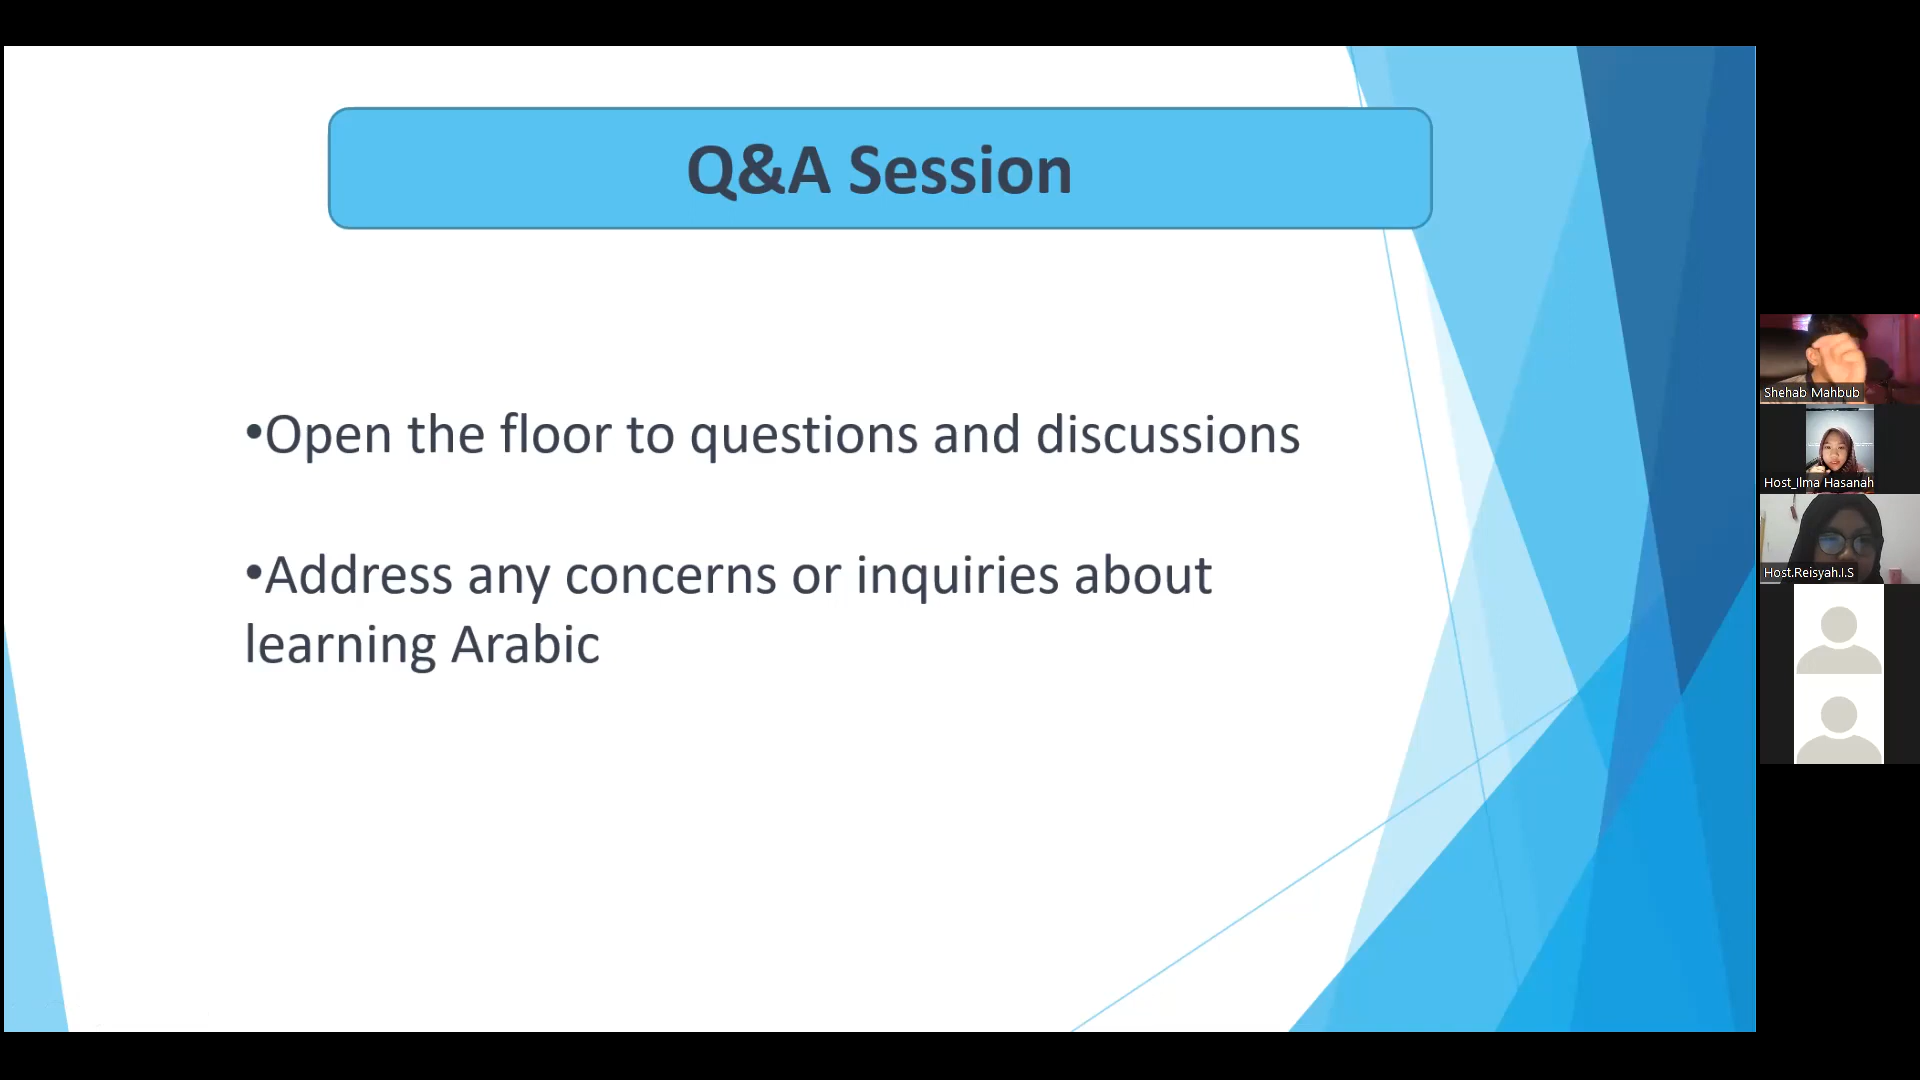 Q&A Session
•Open the floor to questions and discussions
•Address any concerns or inquiries about
learning Arabic
Shehab Mahbub
Host_Ilma Hasanah
Host.Reisyah.I.S